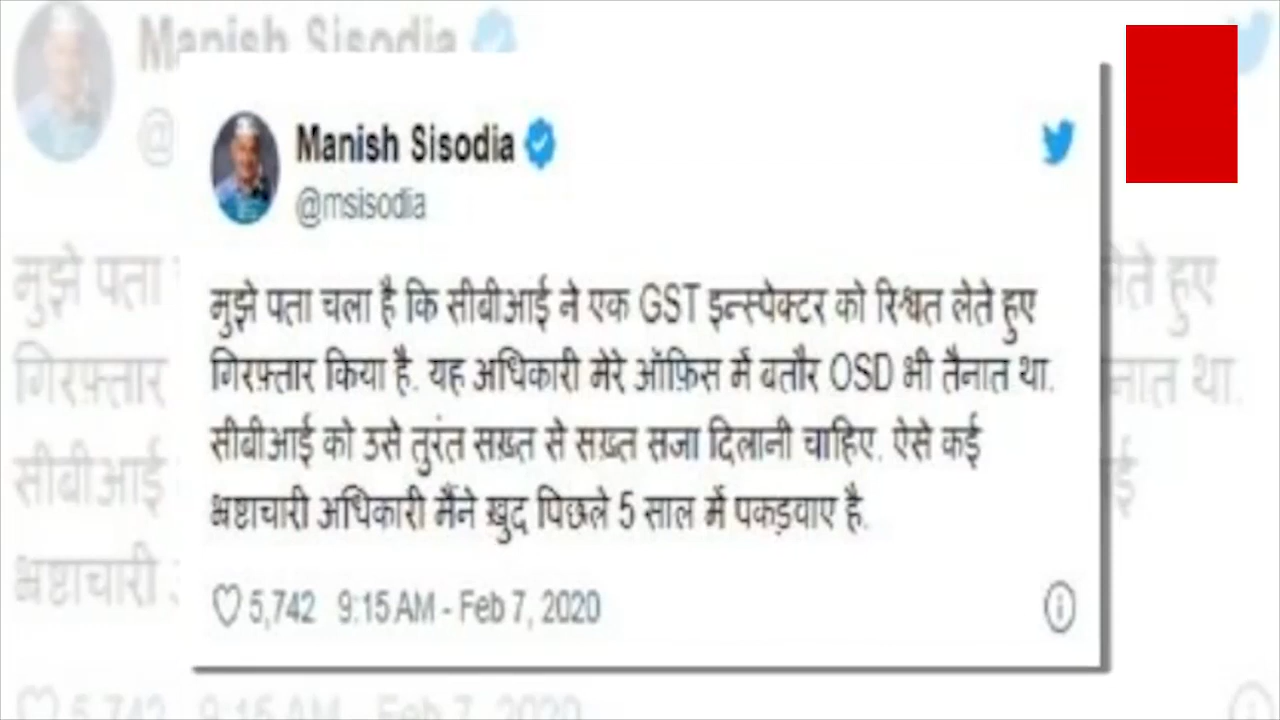 Manish Sisodia
@msisodia
मुझे पता चला है कि सीबीआई ने एक GST इन्स्पेक्टर को रिश्वत लेते हुए
गिरफ़्तार किया है. यह अधिकारी मेरे ऑफ़िस में बतौर OSD भी तैनात था.
सीबीआई को उसे तुरंत सख़्त से सख़्त सजा दिलानी चाहिए. ऐसे कई
भ्रष्टाचारी अधिकारी मैंने ख़ुद पिछले 5 साल में पकड़वाए है.
5,742 9:15 AM - Feb 7, 2020